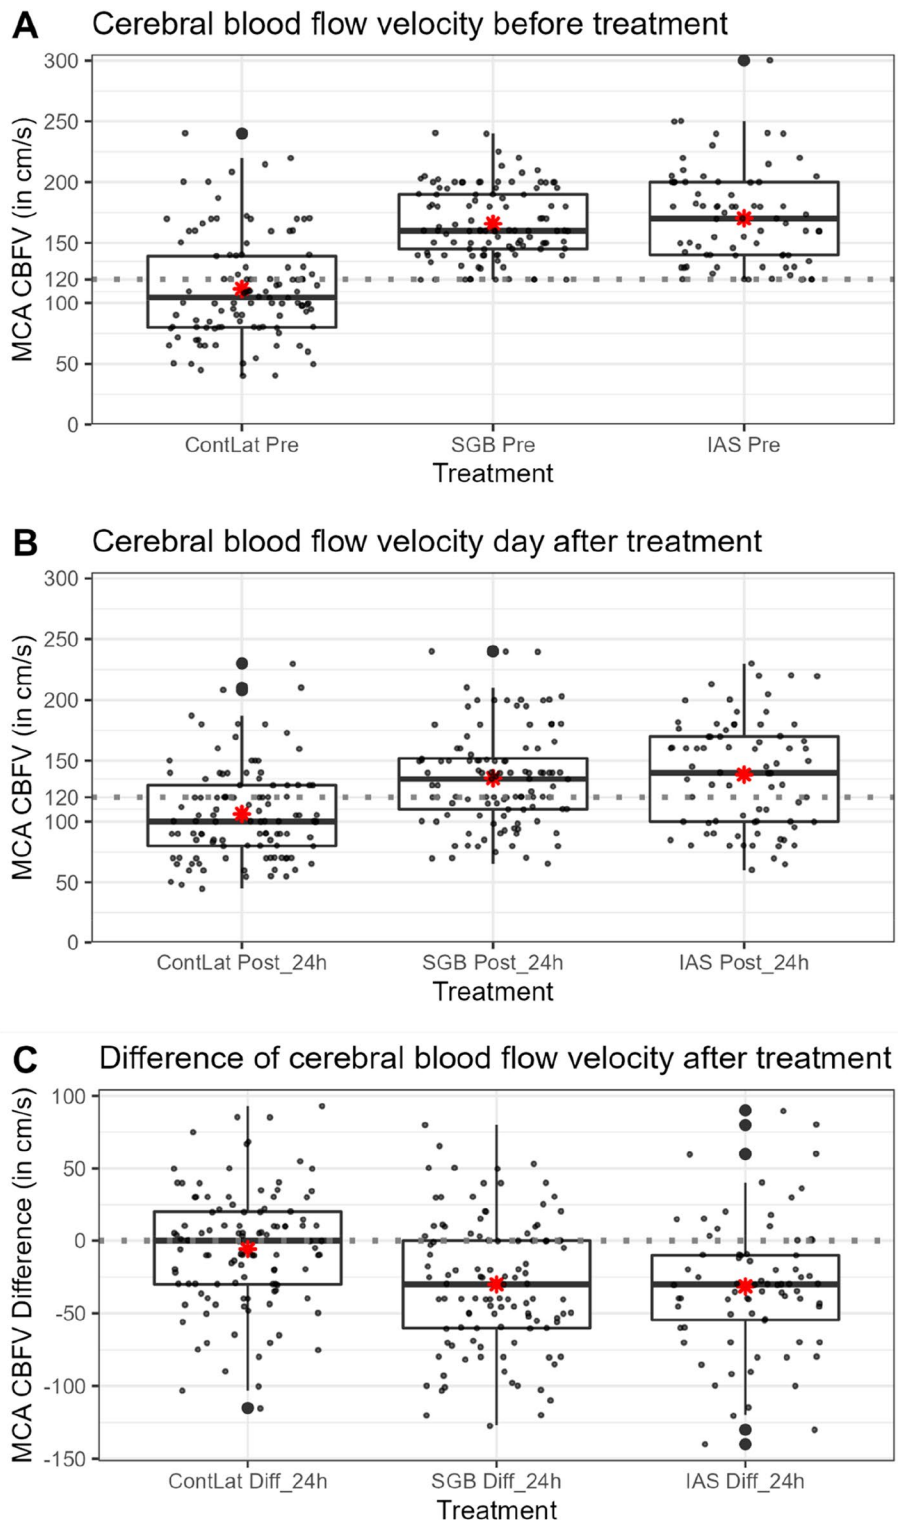 A Cerebral blood flow velocity before treatment
MCA CBFV (in cm/s)
300
250
200
150
120
100
50
0
ContLat Pre SGB Pre IAS Pre
Treatment
B Cerebral blood flow velocity day after treatment
MCA CBFV (in cm/s)
300
250
200
150
120
100
50
0
ContLat Post_24h SGB Post_24h IAS Post_24h
Treatment
C Difference of cerebral blood flow velocity after treatment
MCA CBFV Difference (in cm/s)
100
50
0
-50
-100
-150
ContLat Diff_24h SGB Diff_24h IAS Diff_24h
Treatment